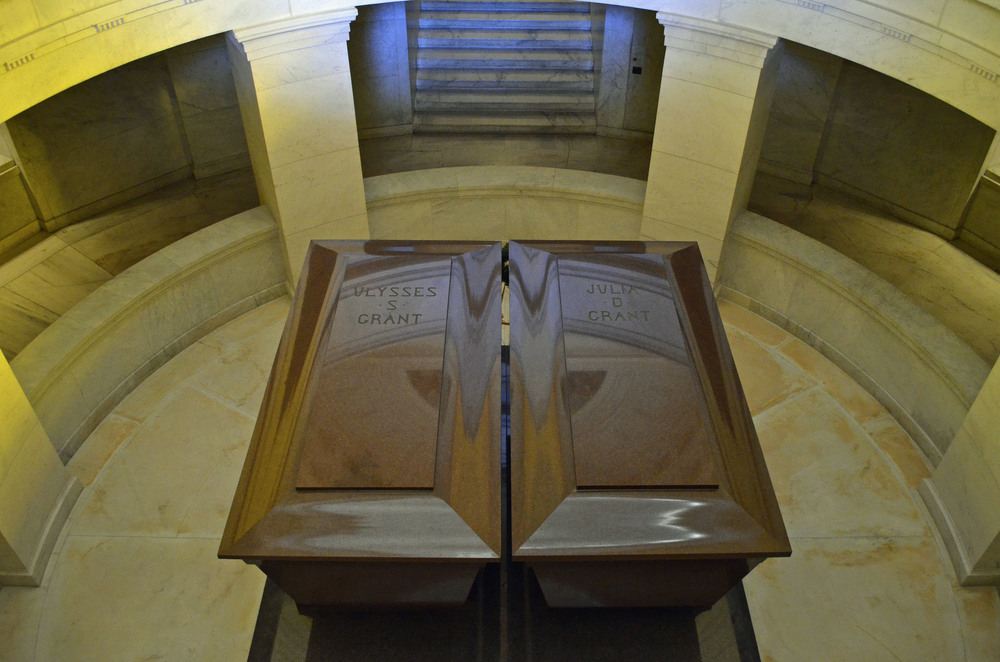 ULYSSES
· S ·
GRANT
JULIA
D
GRANT